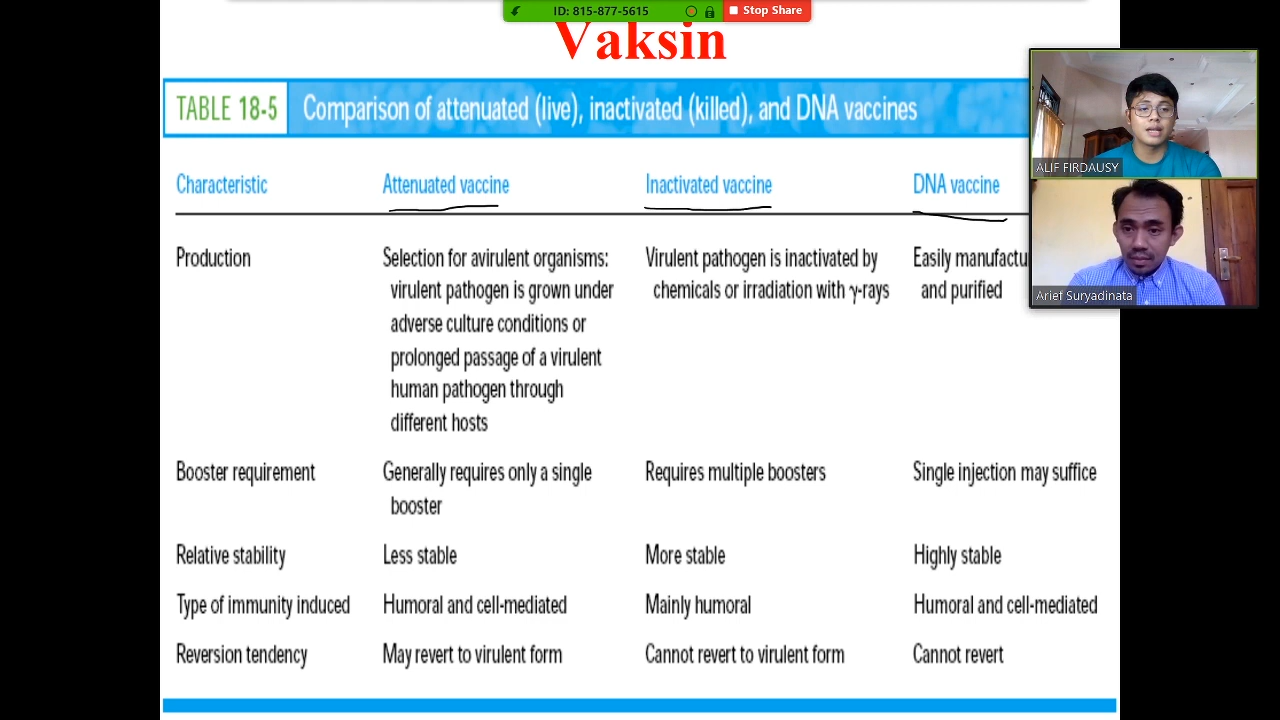 ID: 815-877-5615
Stop Share
Vaksin
TABLE 18-5 Comparison of attenuated (live), inactivated (killed), and DNA vaccines
Characteristic Attenuated vaccine Inactivated vaccine DNA vaccine
Production Selection for avirulent organisms: Virulent pathogen is inactivated by Easily manufactu
virulent pathogen is grown under chemicals or irradiation with γ-rays and purified
adverse culture conditions or
prolonged passage of a virulent
human pathogen through
different hosts
Booster requirement Generally requires only a single Requires multiple boosters Single injection may suffice
booster
Relative stability Less stable More stable Highly stable
Type of immunity induced Humoral and cell-mediated Mainly humoral Humoral and cell-mediated
Reversion tendency May revert to virulent form Cannot revert to virulent form Cannot revert
ALIF FIRDAUSY
Arief Suryadinata